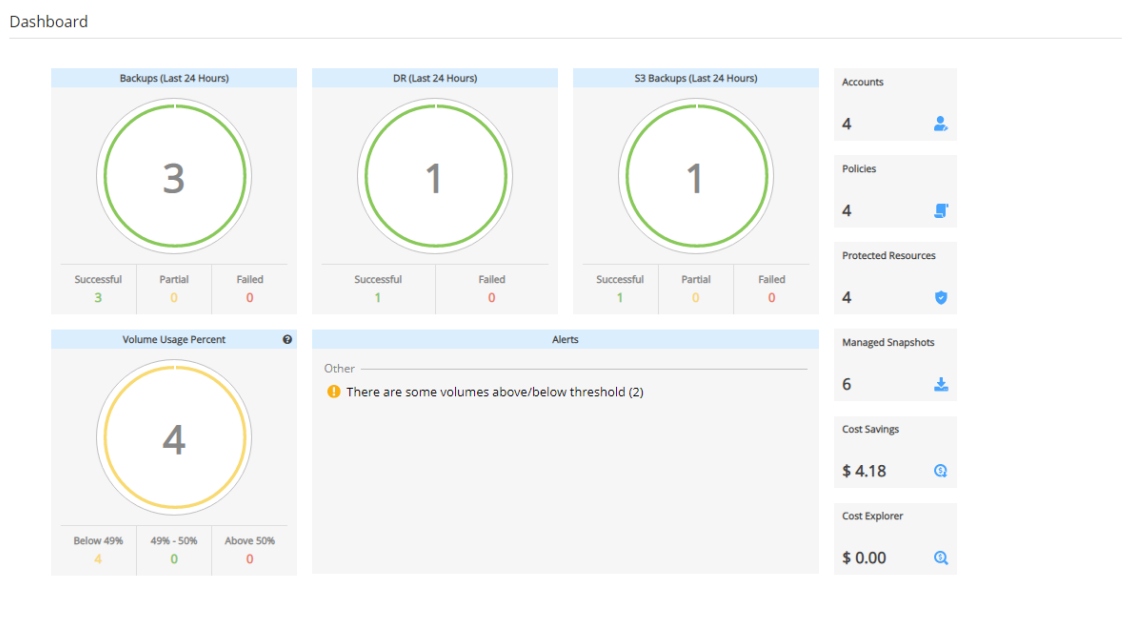 Dashboard
Backups (Last 24 Hours)
3
Successful Partial Failed
3 0 0
DR (Last 24 Hours)
1
Successful Failed
1 0
S3 Backups (Last 24 Hours)
1
Successful Partial Failed
1 0 0
Accounts
4
Policies
4
Protected Resources
4
Volume Usage Percent
4
Below 49% 49% - 50% Above 50%
4 0 0
Alerts
Other
There are some volumes above/below threshold (2)
Managed Snapshots
6
Cost Savings
$ 4.18
Cost Explorer
$ 0.00